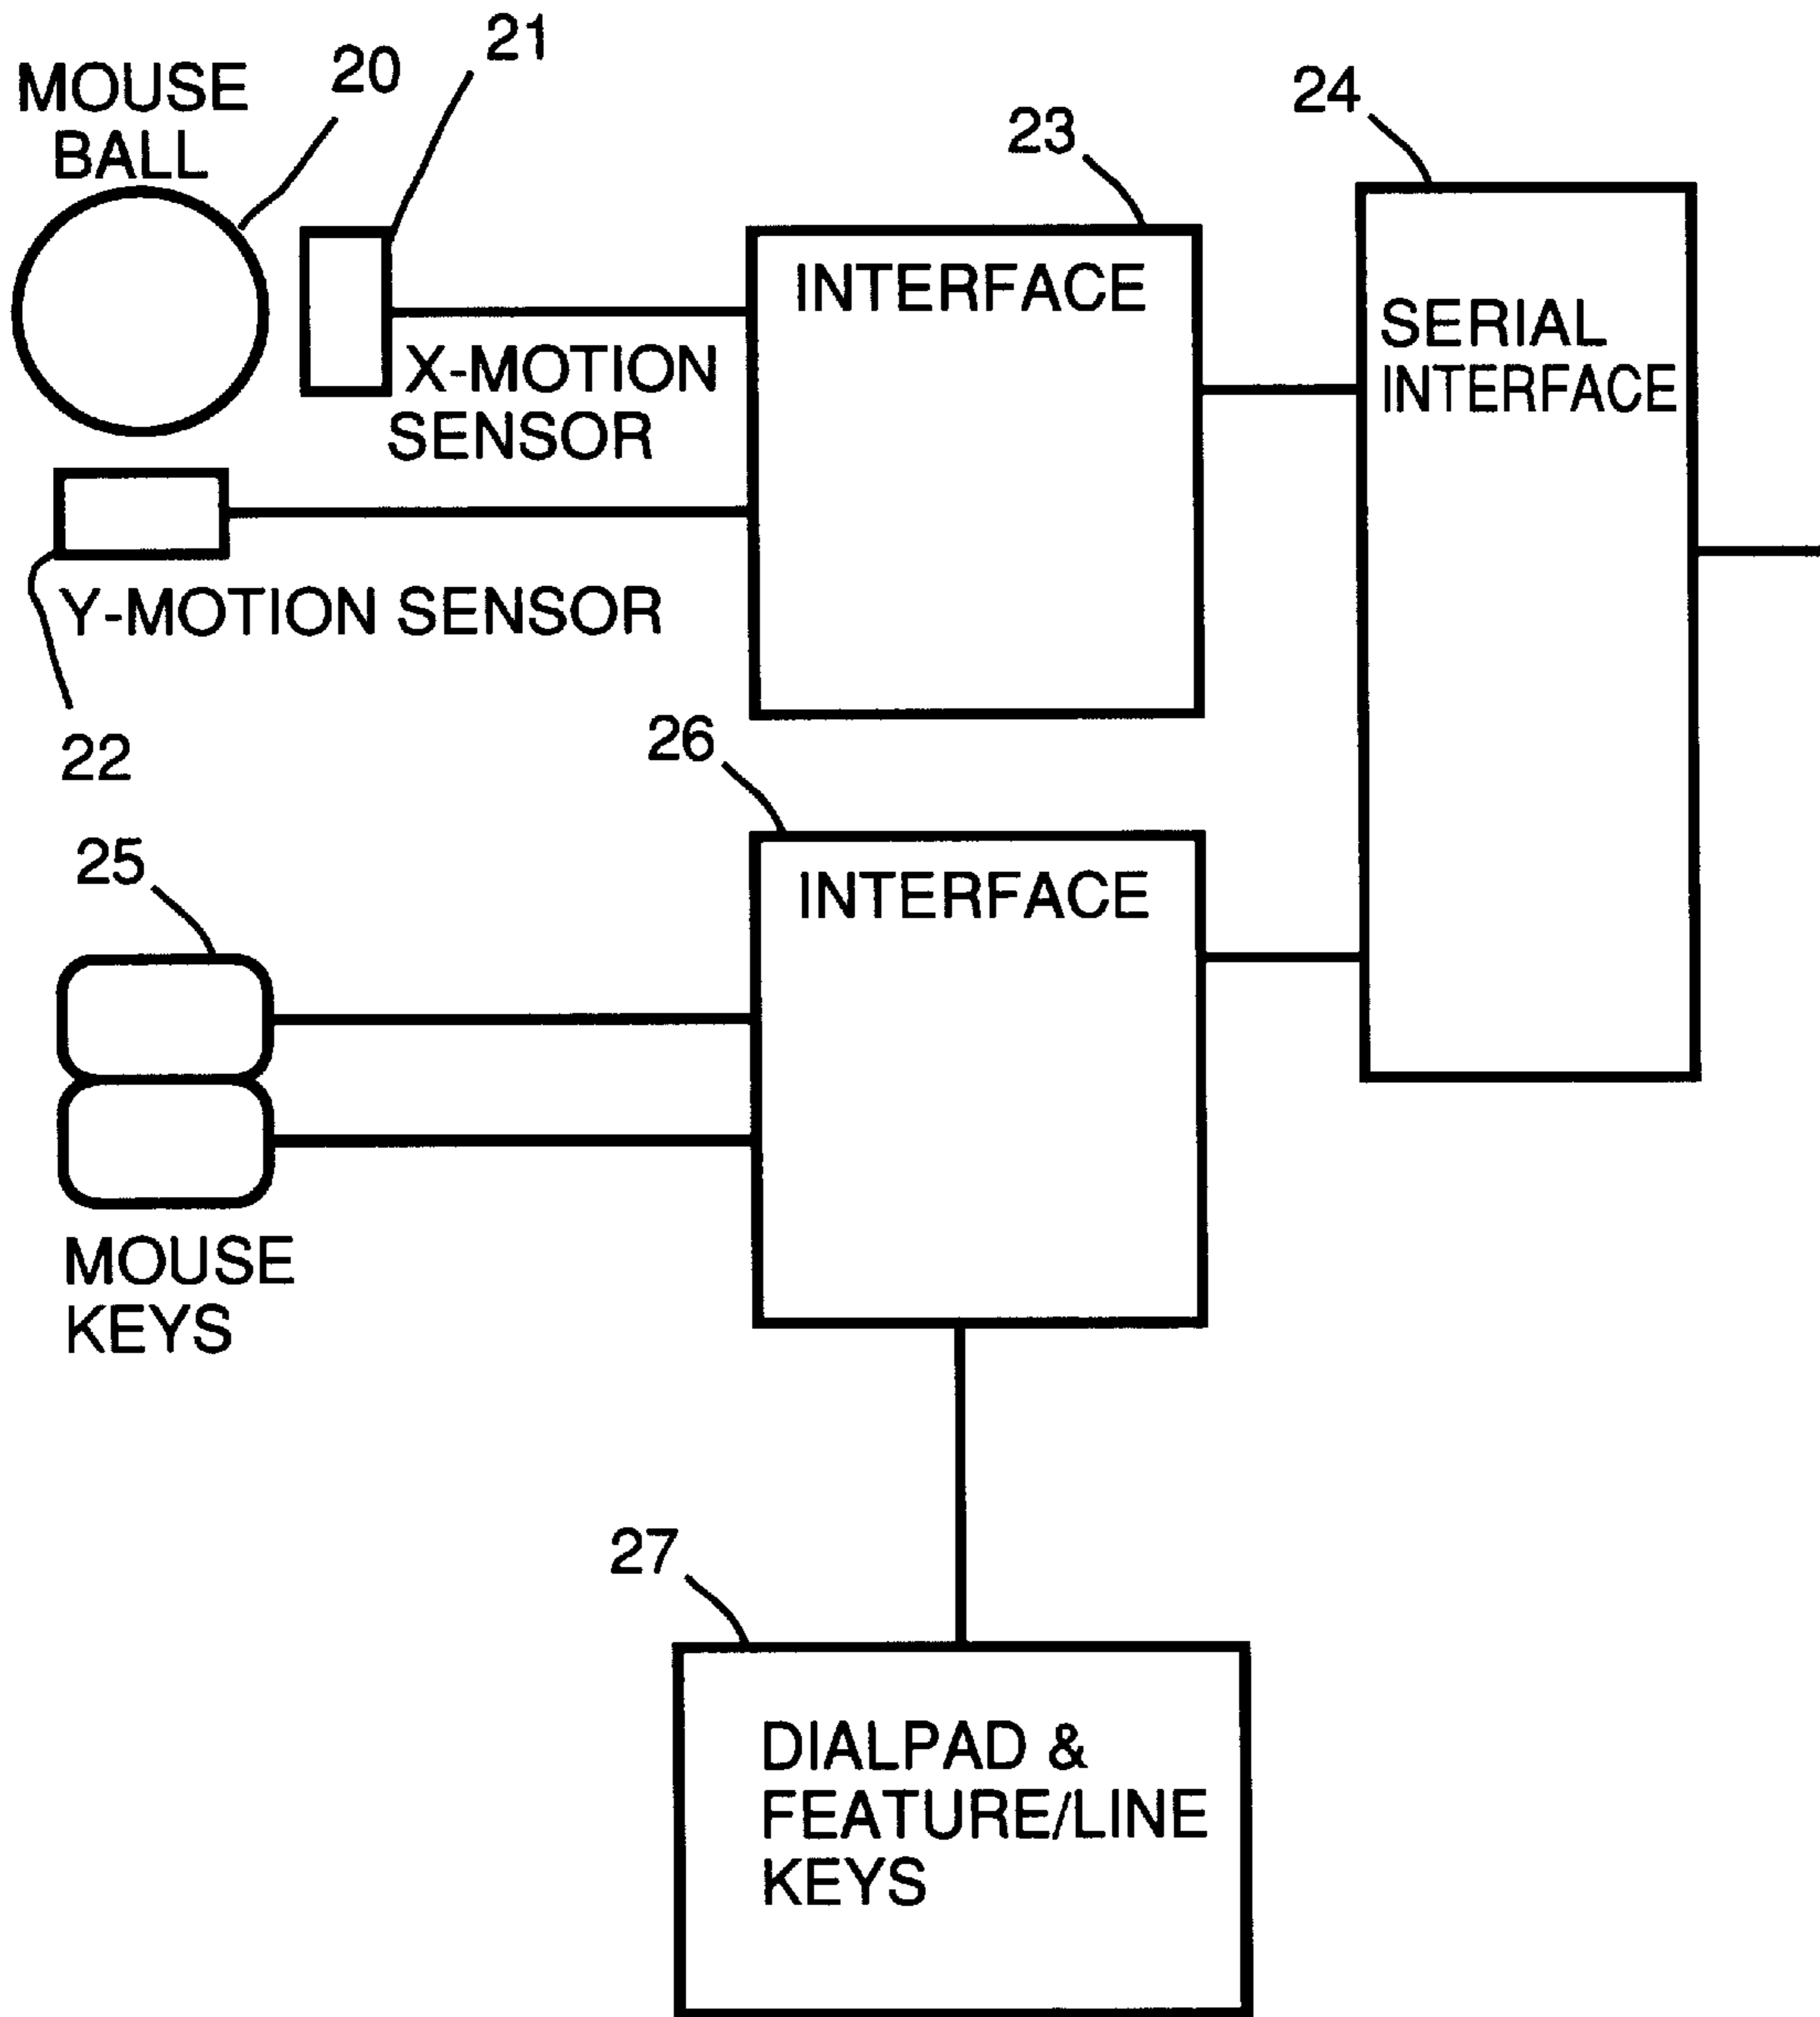 MOUSE
BALL
20
21
23
24
INTERFACE
SERIAL
INTERFACE
X-MOTION
SENSOR
Y-MOTION SENSOR
22
26
25
INTERFACE
MOUSE
KEYS
27
DIALPAD &
FEATURE/LINE
KEYS